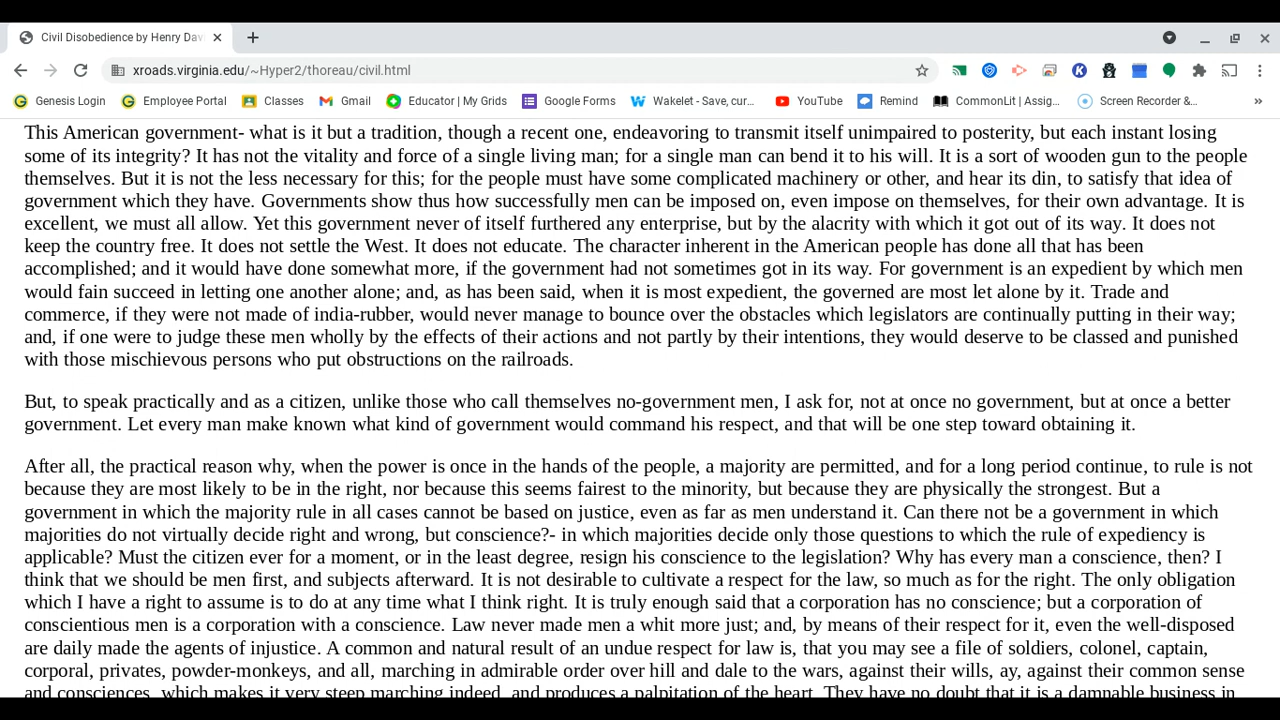 Civil Disobedience by Henry Dav
xroads.virginia.edu/~Hyper2/thoreau/civil.html
Genesis Login Employee Portal Classes Gmail Educator | My Grids Google Forms Wakelet - Save, cur... YouTube Remind CommonLit | Assig... Screen Recorder &... »
This American government- what is it but a tradition, though a recent one, endeavoring to transmit itself unimpaired to posterity, but each instant losing
some of its integrity? It has not the vitality and force of a single living man; for a single man can bend it to his will. It is a sort of wooden gun to the people
themselves. But it is not the less necessary for this; for the people must have some complicated machinery or other, and hear its din, to satisfy that idea of
government which they have. Governments show thus how successfully men can be imposed on, even impose on themselves, for their own advantage. It is
excellent, we must all allow. Yet this government never of itself furthered any enterprise, but by the alacrity with which it got out of its way. It does not
keep the country free. It does not settle the West. It does not educate. The character inherent in the American people has done all that has been
accomplished; and it would have done somewhat more, if the government had not sometimes got in its way. For government is an expedient by which men
would fain succeed in letting one another alone; and, as has been said, when it is most expedient, the governed are most let alone by it. Trade and
commerce, if they were not made of india-rubber, would never manage to bounce over the obstacles which legislators are continually putting in their way;
and, if one were to judge these men wholly by the effects of their actions and not partly by their intentions, they would deserve to be classed and punished
with those mischievous persons who put obstructions on the railroads.
But, to speak practically and as a citizen, unlike those who call themselves no-government men, I ask for, not at once no government, but at once a better
government. Let every man make known what kind of government would command his respect, and that will be one step toward obtaining it.
After all, the practical reason why, when the power is once in the hands of the people, a majority are permitted, and for a long period continue, to rule is not
because they are most likely to be in the right, nor because this seems fairest to the minority, but because they are physically the strongest. But a
government in which the majority rule in all cases cannot be based on justice, even as far as men understand it. Can there not be a government in which
majorities do not virtually decide right and wrong, but conscience?- in which majorities decide only those questions to which the rule of expediency is
applicable? Must the citizen ever for a moment, or in the least degree, resign his conscience to the legislation? Why has every man a conscience, then? I
think that we should be men first, and subjects afterward. It is not desirable to cultivate a respect for the law, so much as for the right. The only obligation
which I have a right to assume is to do at any time what I think right. It is truly enough said that a corporation has no conscience; but a corporation of
conscientious men is a corporation with a conscience. Law never made men a whit more just; and, by means of their respect for it, even the well-disposed
are daily made the agents of injustice. A common and natural result of an undue respect for law is, that you may see a file of soldiers, colonel, captain,
corporal, privates, powder-monkeys, and all, marching in admirable order over hill and dale to the wars, against their wills, ay, against their common sense
and consciences, which makes it very steep marching indeed, and produces a palpitation of the heart. They have no doubt that it is a damnable business in